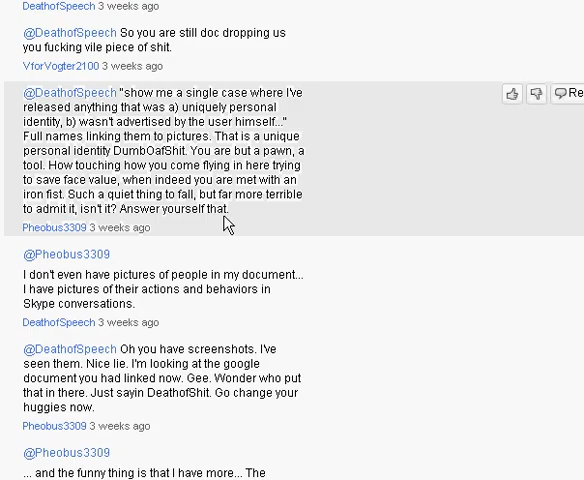 DeathofSpeech 3 weeks ago
@DeathofSpeech So you are still doc dropping us
you fucking vile piece of shit.
VforVogter2100 3 weeks ago
@DeathofSpeech "show me a single case where I've
released anything that was a) uniquely personal
identity, b) wasn't advertised by the user himself..."
Full names linking them to pictures. That is a unique
personal identity DumbOafShit. You are but a pawn, a
tool. How touching how you come flying in here trying
to save face value, when indeed you are met with an
iron fist. Such a quiet thing to fall, but far more terrible
to admit it, isn't it? Answer yourself that.
Re
Pheobus3309 3 weeks ago
@Pheobus3309
I don't even have pictures of people in my document...
I have pictures of their actions and behaviors in
Skype conversations.
DeathofSpeech 3 weeks ago
@DeathofSpeech Oh you have screenshots. I've
seen them. Nice lie. I'm looking at the google
document you had linked now. Gee. Wonder who put
that in there. Just sayin DeathofShit. Go change your
huggies now.
Pheobus3309 3 weeks ago
@Pheobus3309
... and the funny thing is that I have more... The